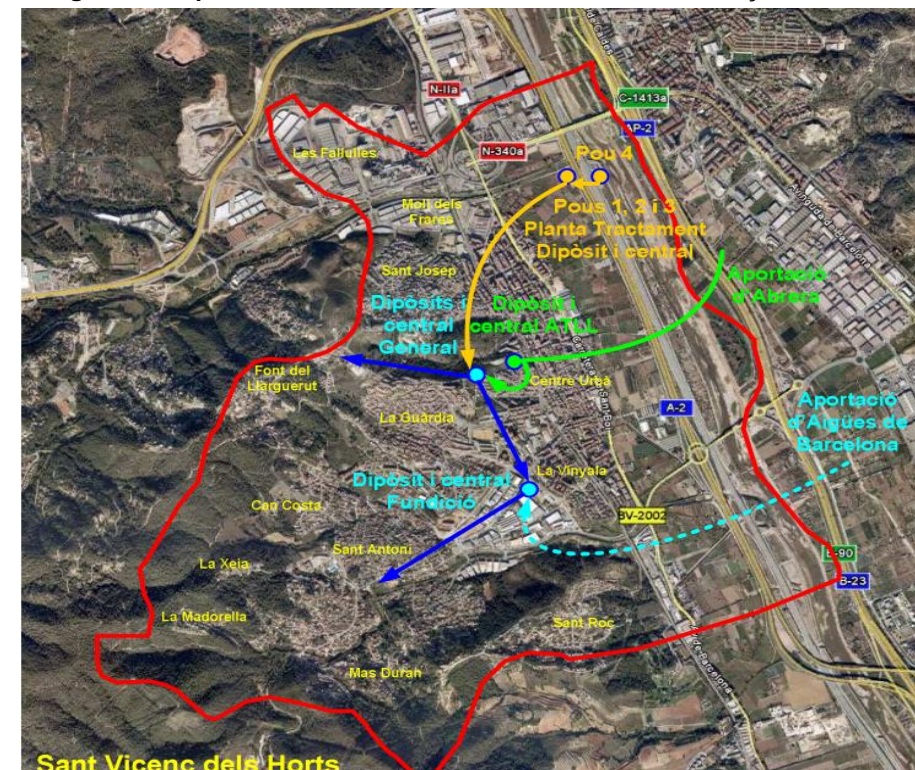 N-IIa
C-1413a
AP-2
N-340a
Les Fallulles
Pou 4
Molí dels
Frares
Pous 1, 2 i 3
Planta Tractament
Dipòsit i central
Sant Josep
Aportació
d'Abrera
Dipòsits i
central
General
Dipòsit i
central ATLL
Font del
Llarguerut
Centre Urbà
A-2
La Guàrdia
Aportació
d'Aigües de
Barcelona
La Vinyala
Dipòsit i central
Fundició
Can Costa
BV-2002
Sant Antoni
La Xeia
E-90
B-23
La Madorella
Sant Roc
Mas Duran
Sant Vicenç dels Horts